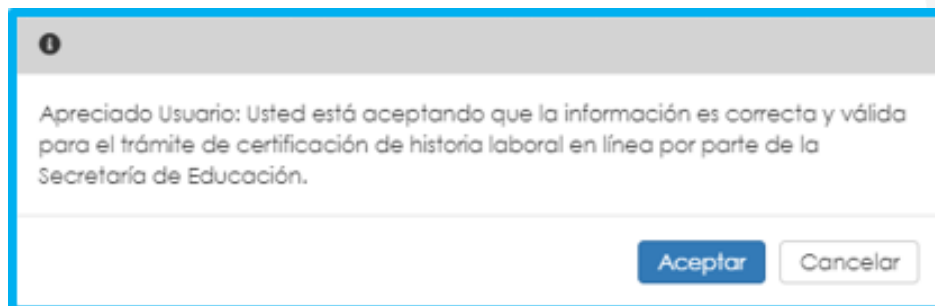 Apreciado Usuario: Usted está aceptando que la información es correcta y válida
para el trámite de certificación de historia laboral en línea por parte de la
Secretaría de Educación.
Aceptar Cancelar